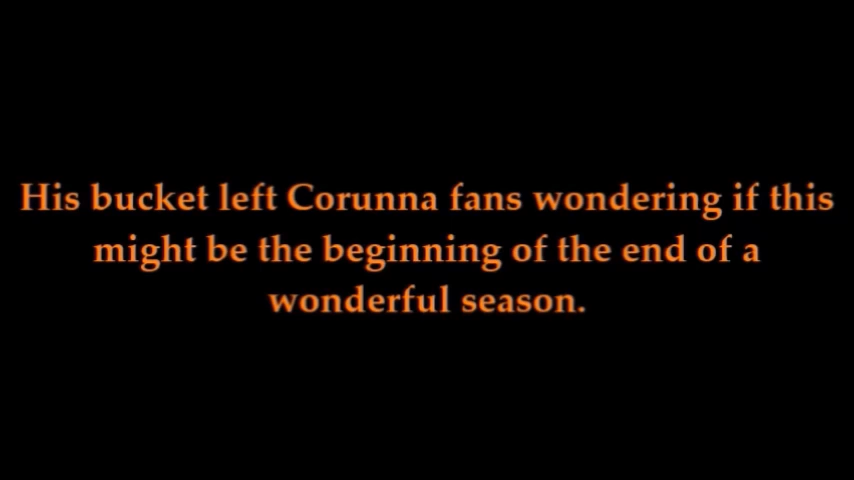 His bucket left Corunna fans wondering if this
might be the beginning of the end of a
wonderful season.